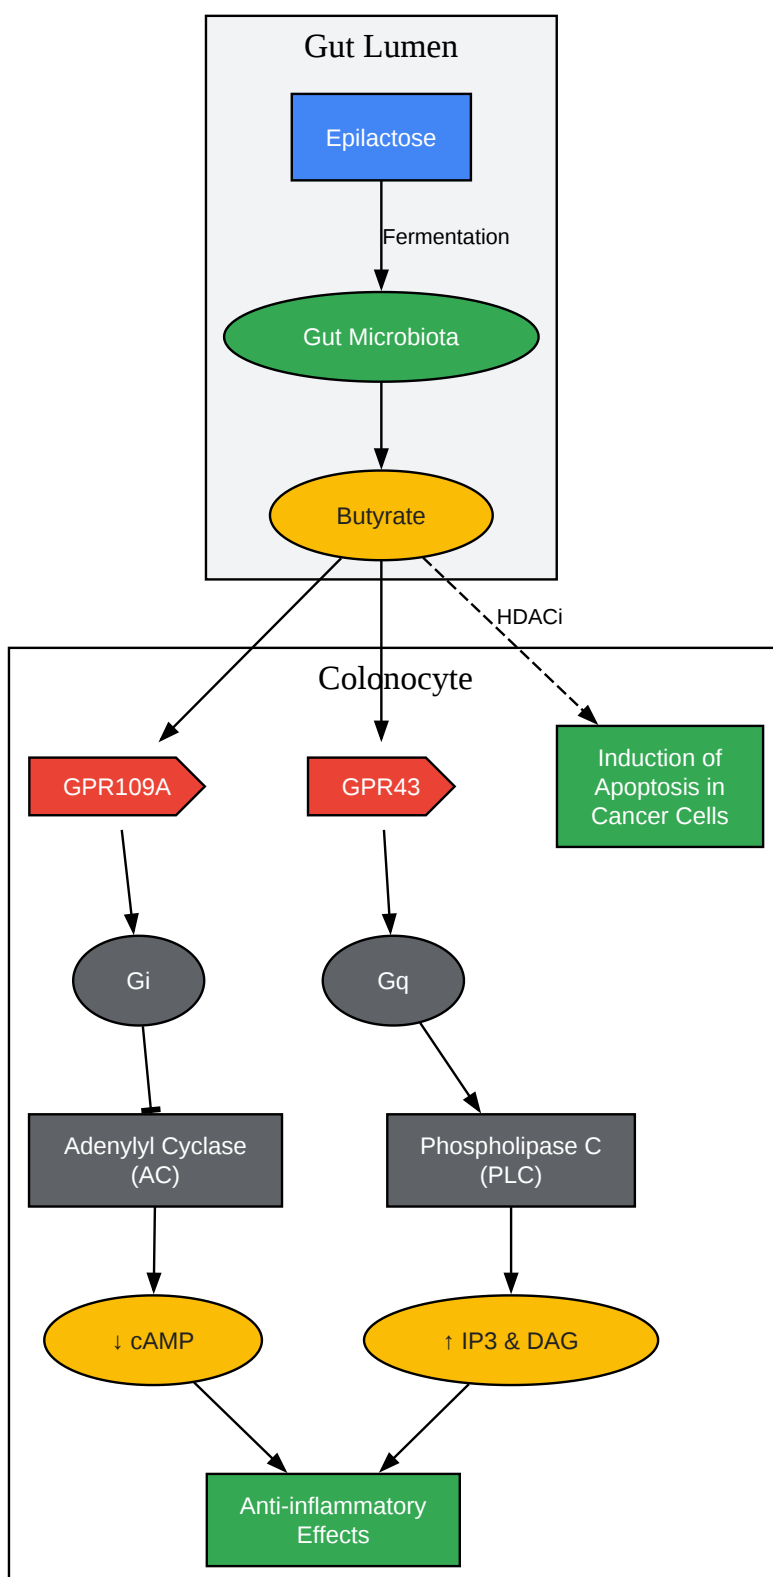 Gut Lumen
Epilactose
Fermentation
Gut Microbiota
Butyrate
HDACi
Colonocyte
GPR109A
GPR43
Induction of
Apoptosis in
Cancer Cells
Gi
Gq
Adenylyl Cyclase
(AC)
Phospholipase C
(PLC)
↓ cAMP
↑ IP3 & DAG
Anti-inflammatory
Effects